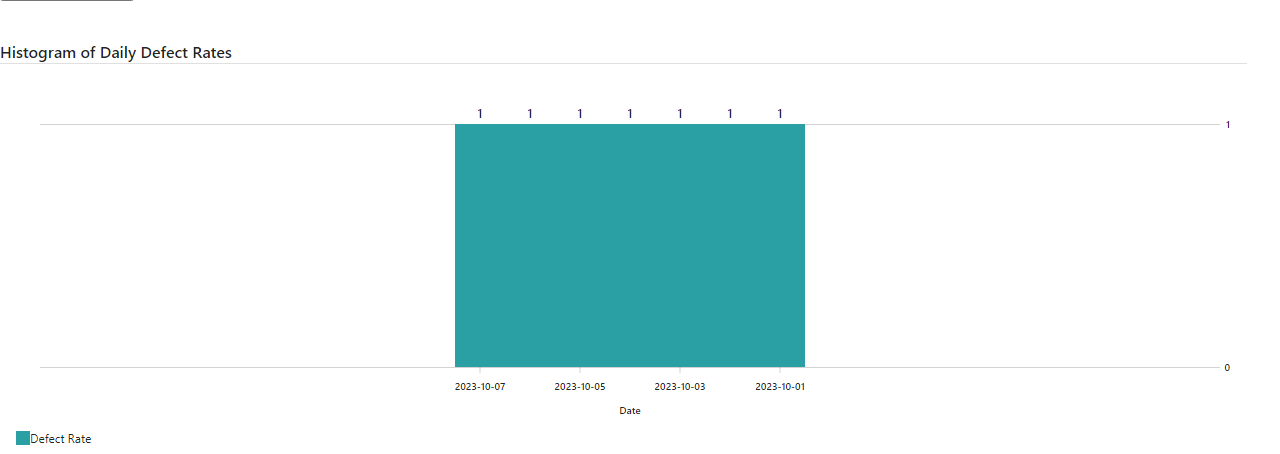 Histogram of Daily Defect Rates
1 1 1 1 1 1 1
1
0
2023-10-07 2023-10-05 2023-10-03 2023-10-01
Date
Defect Rate